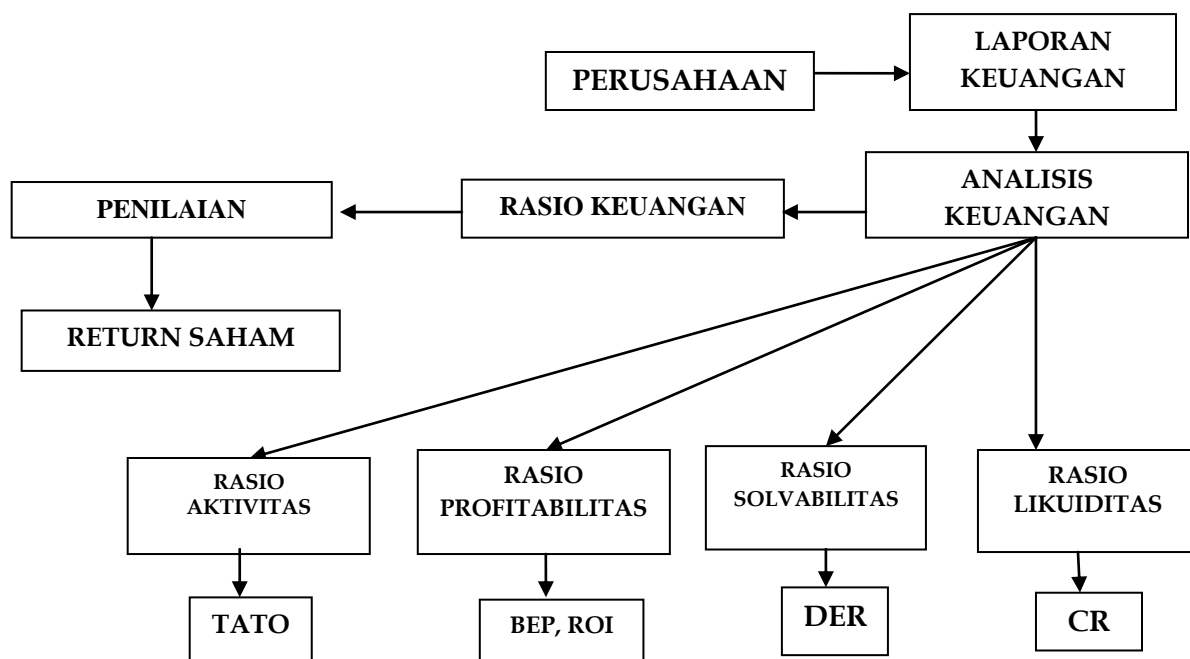 LAPORAN
KEUANGAN
PERUSAHAAN
ANALISIS
KEUANGAN
RASIO KEUANGAN
PENILAIAN
RETURN SAHAM
RASIO
AKTIVITAS
RASIO
PROFITABILITAS
RASIO
SOLVABILITAS
RASIO
LIKUIDITAS
TATO
BEP, ROI
DER
CR